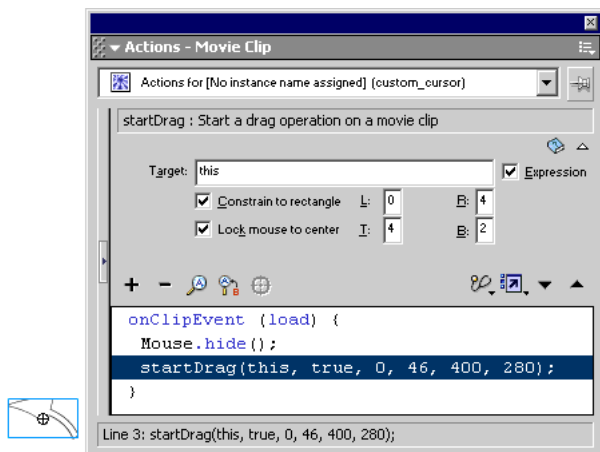 Actions - Movie Clip
Actions for [No instance name assigned] (custom_cursor)
startDrag : Start a drag operation on a movie clip
Target: this Expression
Constrain to rectangle L: 0 R: 4
Lock mouse to center T: 4 B: 2
onClipEvent (load) {
Mouse.hide();
startDrag(this, true, 0, 46, 400, 280);
}
Line 3: startDrag(this, true, 0, 46, 400, 280);